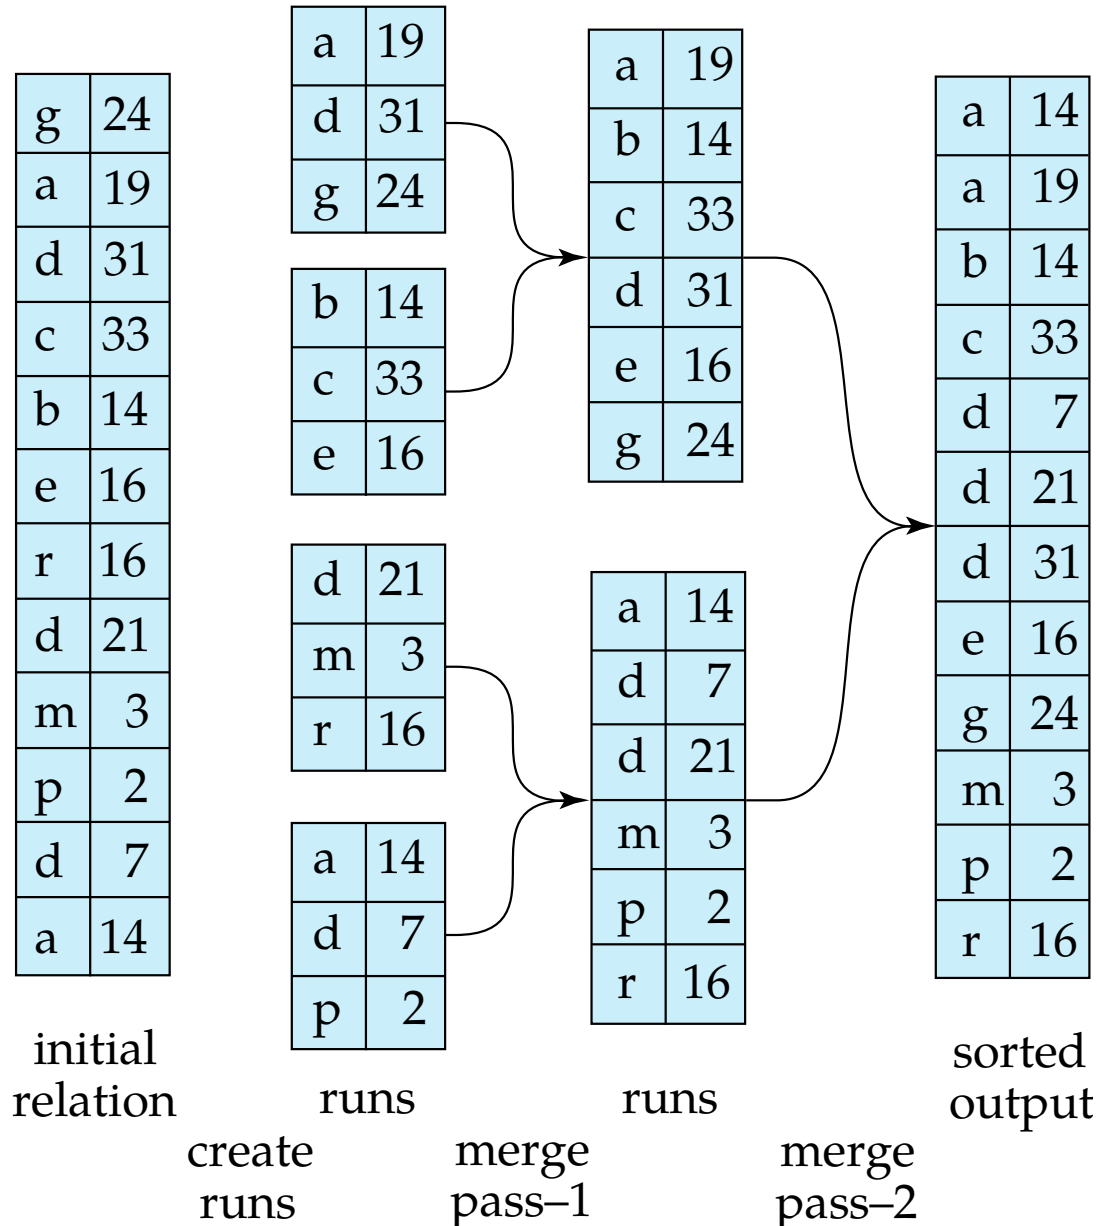 g 24
a 19
d 31
c 33
b 14
e 16
r 16
d 21
m 3
p 2
d 7
a 14
initial
relation
a 19
d 31
g 24
b 14
c 33
e 16
d 21
m 3
r 16
a 14
d 7
p 2
runs
a 19
b 14
c 33
d 31
e 16
g 24
a 14
d 7
d 21
m 3
p 2
r 16
runs
a 14
a 19
b 14
c 33
d 7
d 21
d 31
e 16
g 24
m 3
p 2
r 16
sorted
output
create
runs
merge
pass–1
merge
pass–2